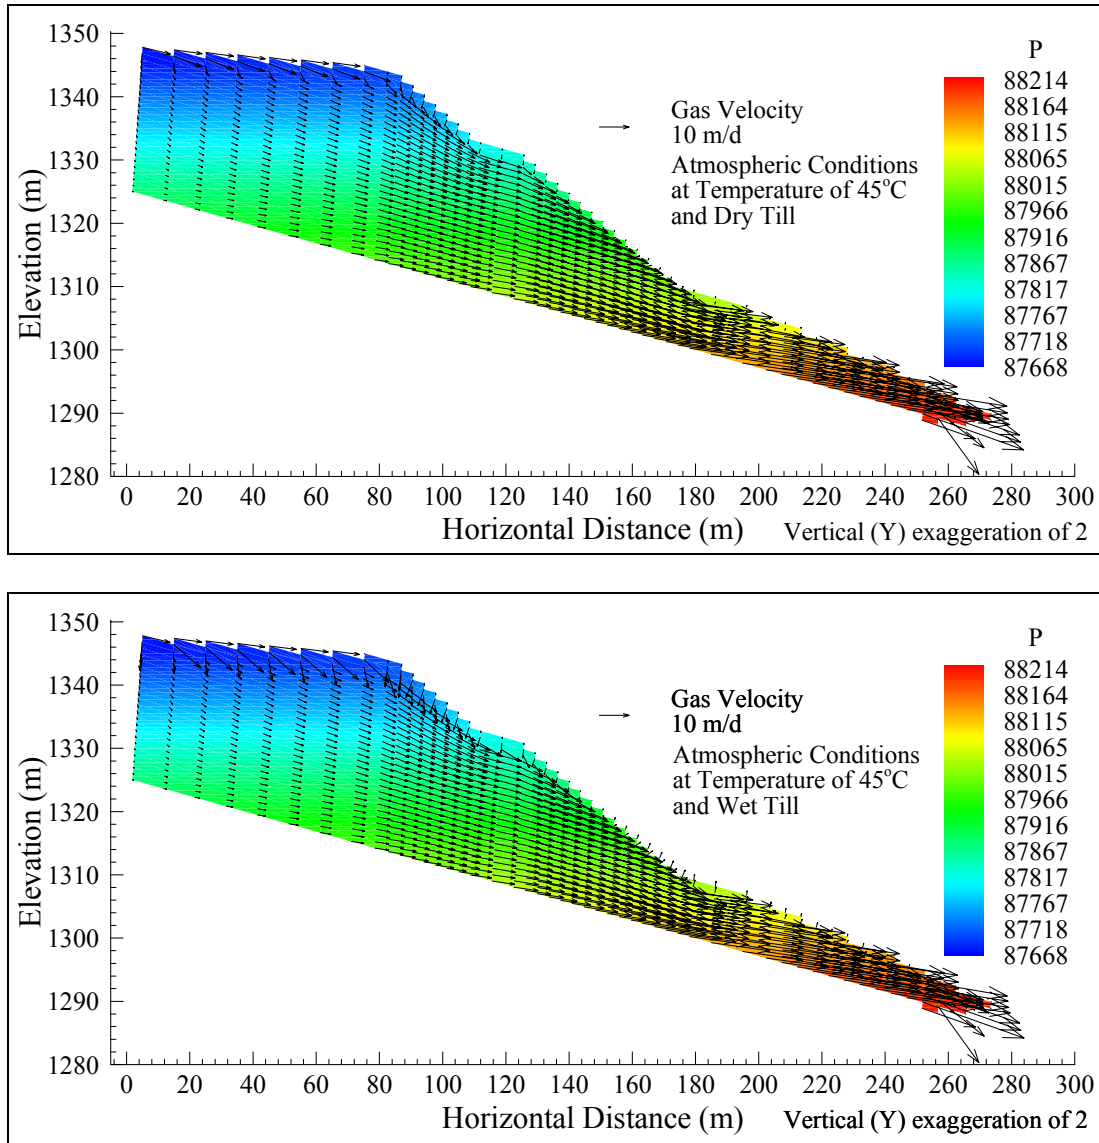 1350
1340
1330
1320
1310
1300
1290
1280
Elevation (m)
0 20 40 60 80 100 120 140 160 180 200 220 240 260 280 300
Horizontal Distance (m)
Vertical (Y) exaggeration of 2
Gas Velocity
10 m/d
Atmospheric Conditions
at Temperature of 45°C
and Dry Till
P
88214
88164
88115
88065
88015
87966
87916
87867
87817
87767
87718
87668
1350
1340
1330
1320
1310
1300
1290
1280
Elevation (m)
0 20 40 60 80 100 120 140 160 180 200 220 240 260 280 300
Horizontal Distance (m)
Vertical (Y) exaggeration of 2
Gas Velocity
10 m/d
Atmospheric Conditions
at Temperature of 45°C
and Wet Till
P
88214
88164
88115
88065
88015
87966
87916
87867
87817
87767
87718
87668